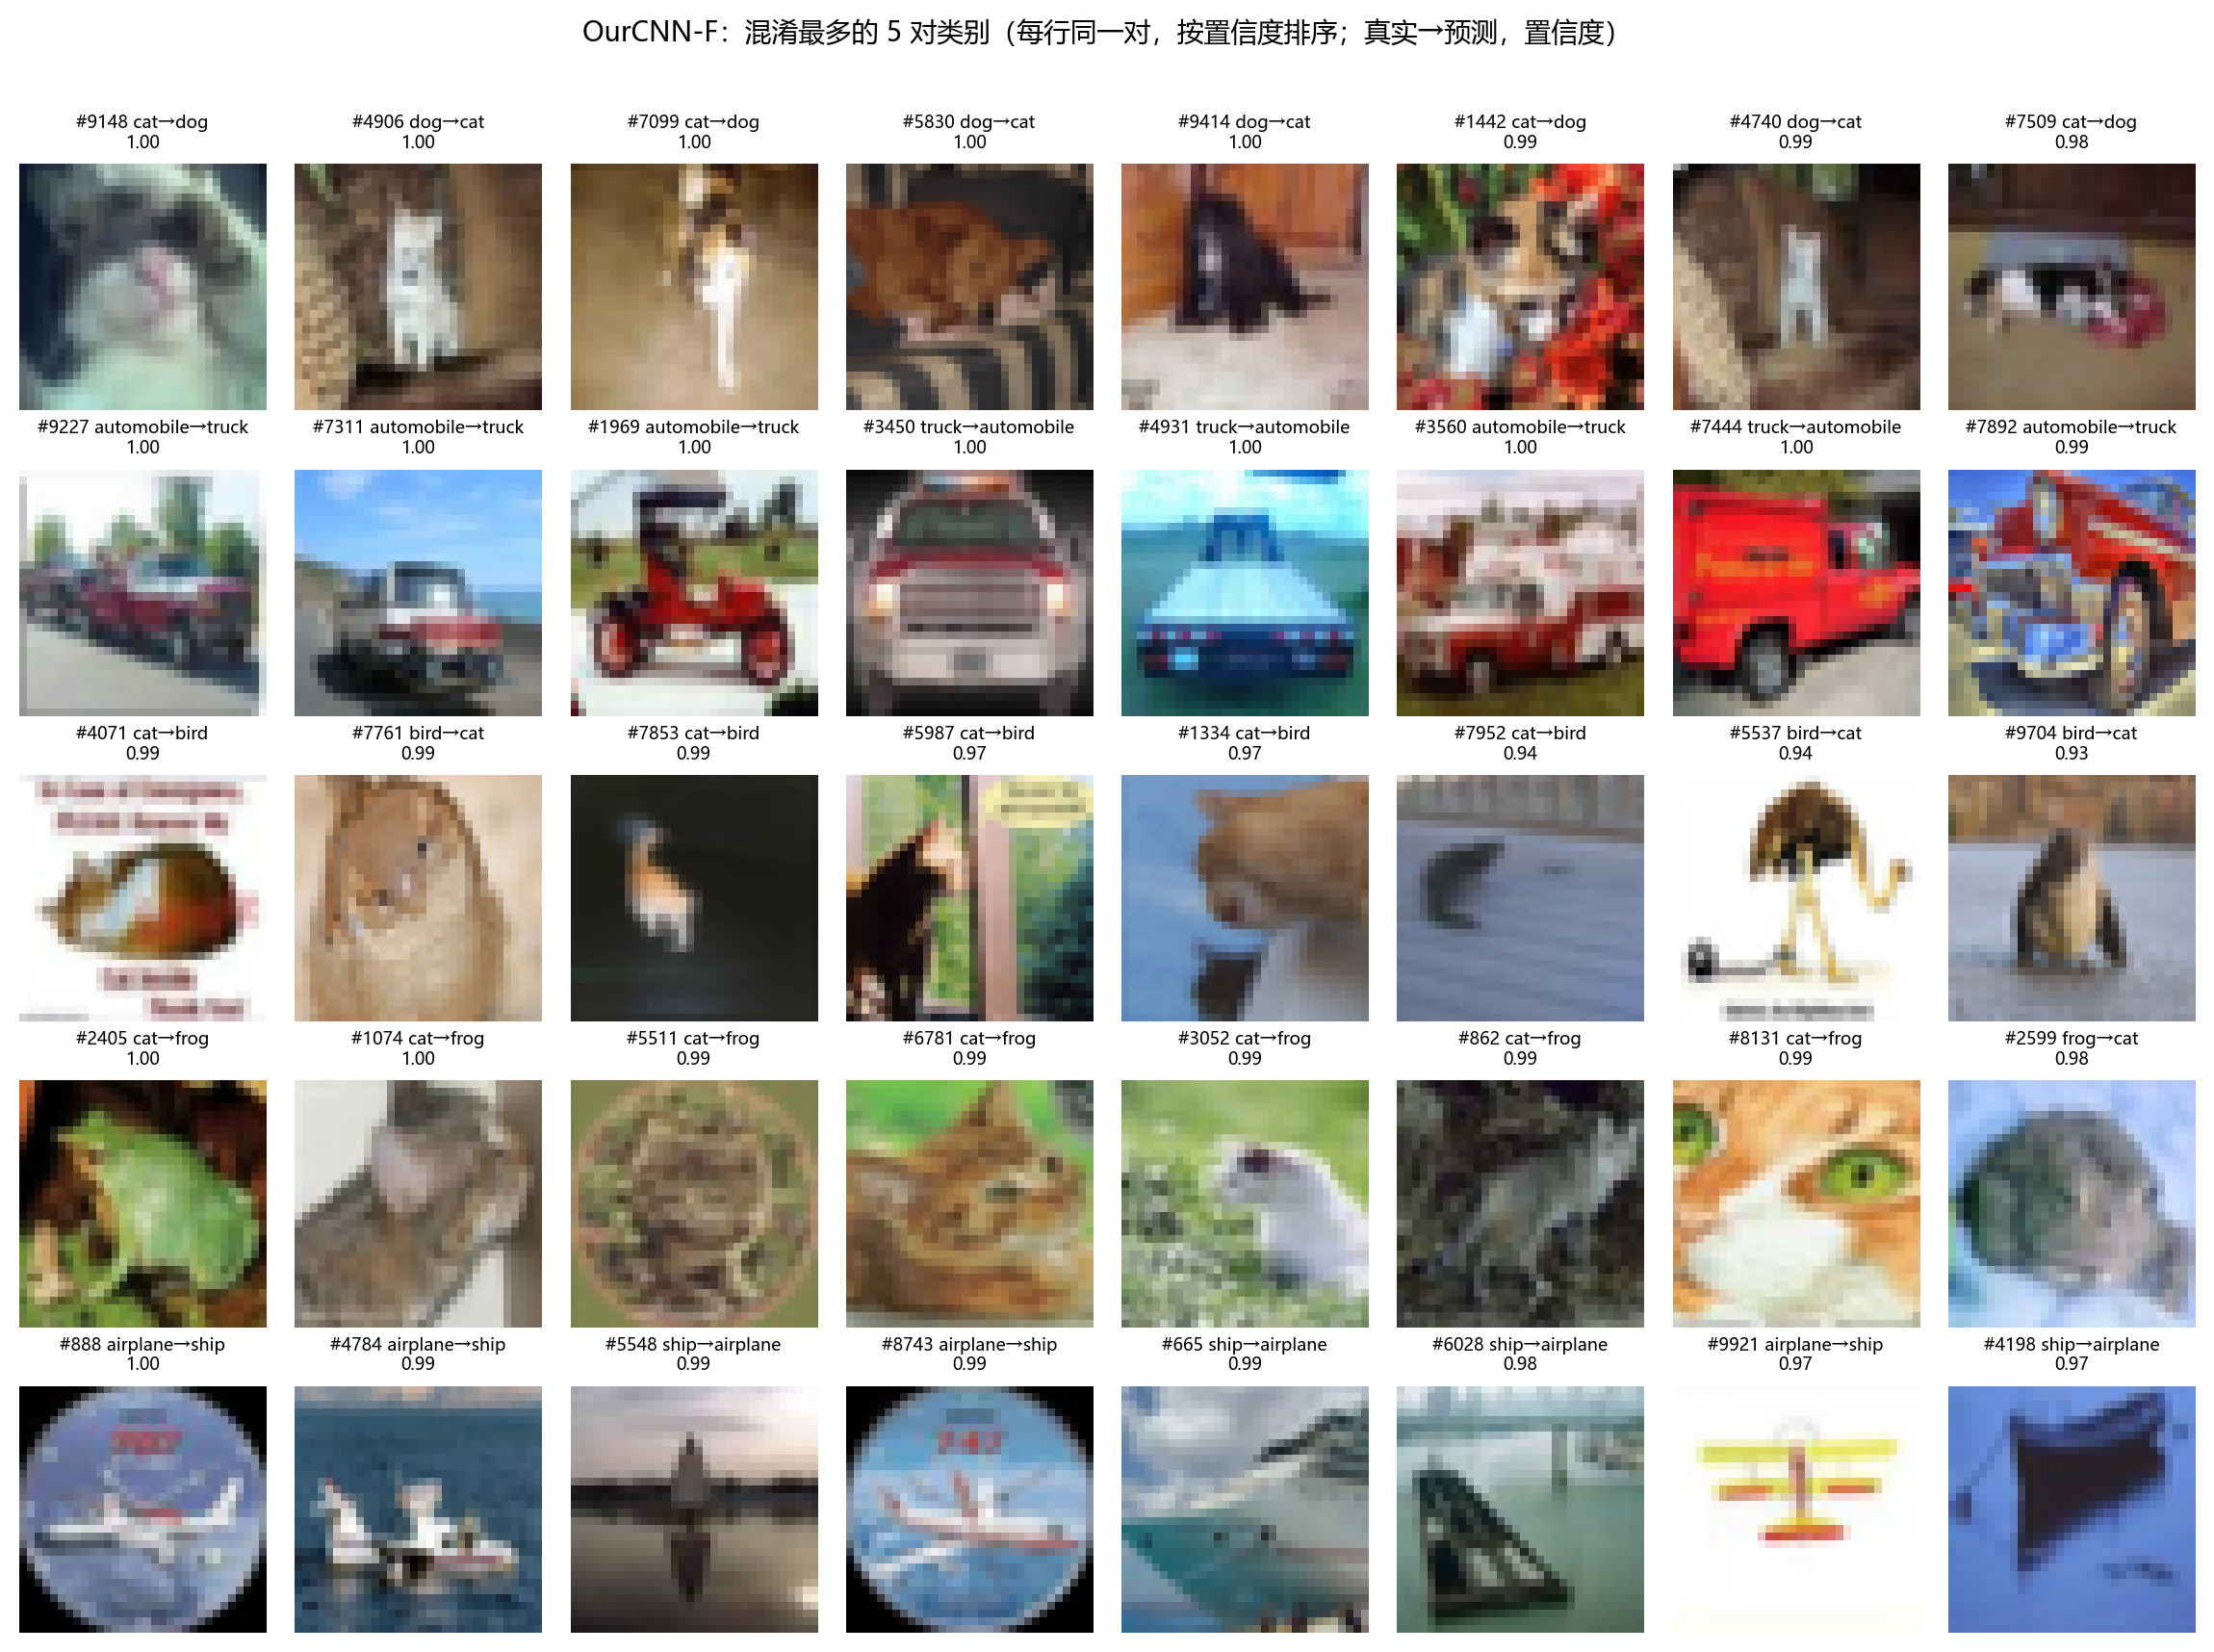 OurCNN-F：混淆最多的 5 对类别（每行同一对，按置信度排序；真实→预测，置信度）
#9148 cat→dog
1.00
#4906 dog→cat
1.00
#7099 cat→dog
1.00
#5830 dog→cat
1.00
#9414 dog→cat
1.00
#1442 cat→dog
0.99
#4740 dog→cat
0.99
#7509 cat→dog
0.98
#9227 automobile→truck
1.00
#7311 automobile→truck
1.00
#1969 automobile→truck
1.00
#3450 truck→automobile
1.00
#4931 truck→automobile
1.00
#3560 automobile→truck
1.00
#7444 truck→automobile
1.00
#7892 automobile→truck
0.99
#4071 cat→bird
0.99
#7761 bird→cat
0.99
#7853 cat→bird
0.99
#5987 cat→bird
0.97
#1334 cat→bird
0.97
#7952 cat→bird
0.94
#5537 bird→cat
0.94
#9704 bird→cat
0.93
#2405 cat→frog
1.00
#1074 cat→frog
1.00
#5511 cat→frog
0.99
#6781 cat→frog
0.99
#3052 cat→frog
0.99
#862 cat→frog
0.99
#8131 cat→frog
0.99
#2599 frog→cat
0.98
#888 airplane→ship
1.00
#4784 airplane→ship
0.99
#5548 ship→airplane
0.99
#8743 airplane→ship
0.99
#665 ship→airplane
0.99
#6028 ship→airplane
0.98
#9921 airplane→ship
0.97
#4198 ship→airplane
0.97